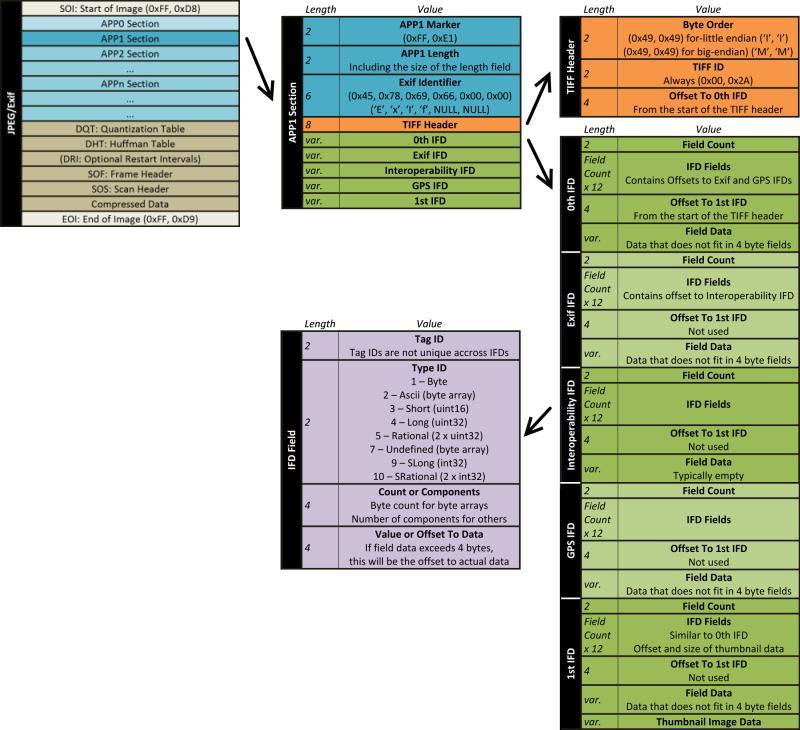 JPEG/Exif
SOI: Start of Image (0xFF, 0xD8)
APP0 Section
APP1 Section
APP2 Section
...
APPn Section
...
...
DQT: Quantization Table
DHT: Huffman Table
(DRI: Optional Restart Intervals)
SOF: Frame Header
SOS: Scan Header
Compressed Data
EOI: End of Image (0xFF, 0xD9)
Length Value
APP1 Section
2 APP1 Marker
(0xFF, 0xE1)
2 APP1 Length
Including the size of the length field
6 Exif Identifier
(0x45, 0x78, 0x69, 0x66, 0x00, 0x00)
('E', 'x', 'I', 'f', NULL, NULL)
8 TIFF Header
var. 0th IFD
var. Exif IFD
var. Interoperability IFD
var. GPS IFD
var. 1st IFD
Length Value
TIFF Header
2 Byte Order
(0x49, 0x49) for-little endian ('I', 'I')
(0x49, 0x49) for big-endian) ('M', 'M')
2 TIFF ID
Always (0x00, 0x2A)
4 Offset To 0th IFD
From the start of the TIFF header
Length Value
0th IFD
2 Field Count
Field Count x 12 IFD Fields
Contains Offsets to Exif and GPS IFDs
4 Offset To 1st IFD
From the start of the TIFF header
var. Field Data
Data that does not fit in 4 byte fields
Exif IFD
2 Field Count
Field Count x 12 IFD Fields
Contains offset to Interoperability IFD
4 Offset To 1st IFD
Not used
var. Field Data
Data that does not fit in 4 byte fields
Interoperability IFD
2 Field Count
Field Count x 12 IFD Fields
4 Offset To 1st IFD
Not used
var. Field Data
Typically empty
GPS IFD
2 Field Count
Field Count x 12 IFD Fields
4 Offset To 1st IFD
Not used
var. Field Data
Data that does not fit in 4 byte fields
1st IFD
2 Field Count
Field Count x 12 IFD Fields
Similar to 0th IFD
Offset and size of thumbnail data
4 Offset To 1st IFD
Not used
var. Field Data
Data that does not fit in 4 byte fields
var. Thumbnail Image Data
Length Value
IFD Field
2 Tag ID
Tag IDs are not unique accross IFDs
2 Type ID
1 – Byte
2 – Ascii (byte array)
3 – Short (uint16)
4 – Long (uint32)
5 – Rational (2 x uint32)
7 – Undefined (byte array)
9 – SLong (int32)
10 – SRational (2 x int32)
4 Count or Components
Byte count for byte arrays
Number of components for others
4 Value or Offset To Data
If field data exceeds 4 bytes,
this will be the offset to actual data